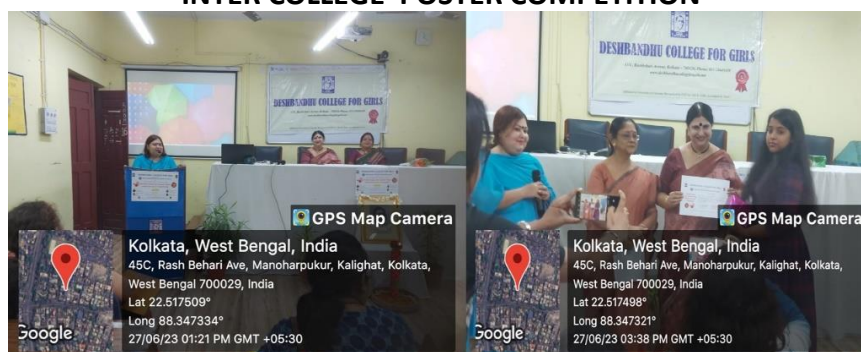 INTER COLLEGE POSTER COMPETITION
DESHBANDHU COLLEGE FOR GIRLS
GPS Map Camera
Kolkata, West Bengal, India
45C, Rash Behari Ave, Manoharpukur, Kalighat, Kolkata,
West Bengal 700029, India
Lat 22.517509°
Long 88.347334°
27/06/23 01:21 PM GMT +05:30
Google
DESHBANDHU COLLEGE FOR GIRLS
GPS Map Camera
Kolkata, West Bengal, India
45C, Rash Behari Ave, Manoharpukur, Kalighat, Kolkata,
West Bengal 700029, India
Lat 22.517498°
Long 88.347321°
27/06/23 03:38 PM GMT +05:30
Google